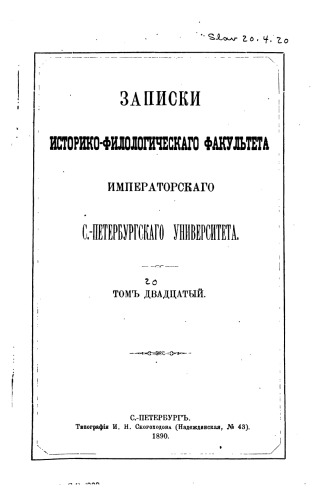 Slav 20.4.20
ЗАПИСКИ
ИСТОРИКО-ФИЛОЛОГИЧЕСКАГО ФАКУЛЬТЕТА
ИМПЕРАТОРСКАГО
С.-ПЕТЕРБУРГСКАГО УНИВЕРСИТЕТА.
20
ТОМЪ ДВАДЦАТЫЙ.
С.-ПЕТЕРБУРГЪ.
Типографія И. Н. Скороходова (Надеждинская, № 43).
1890.